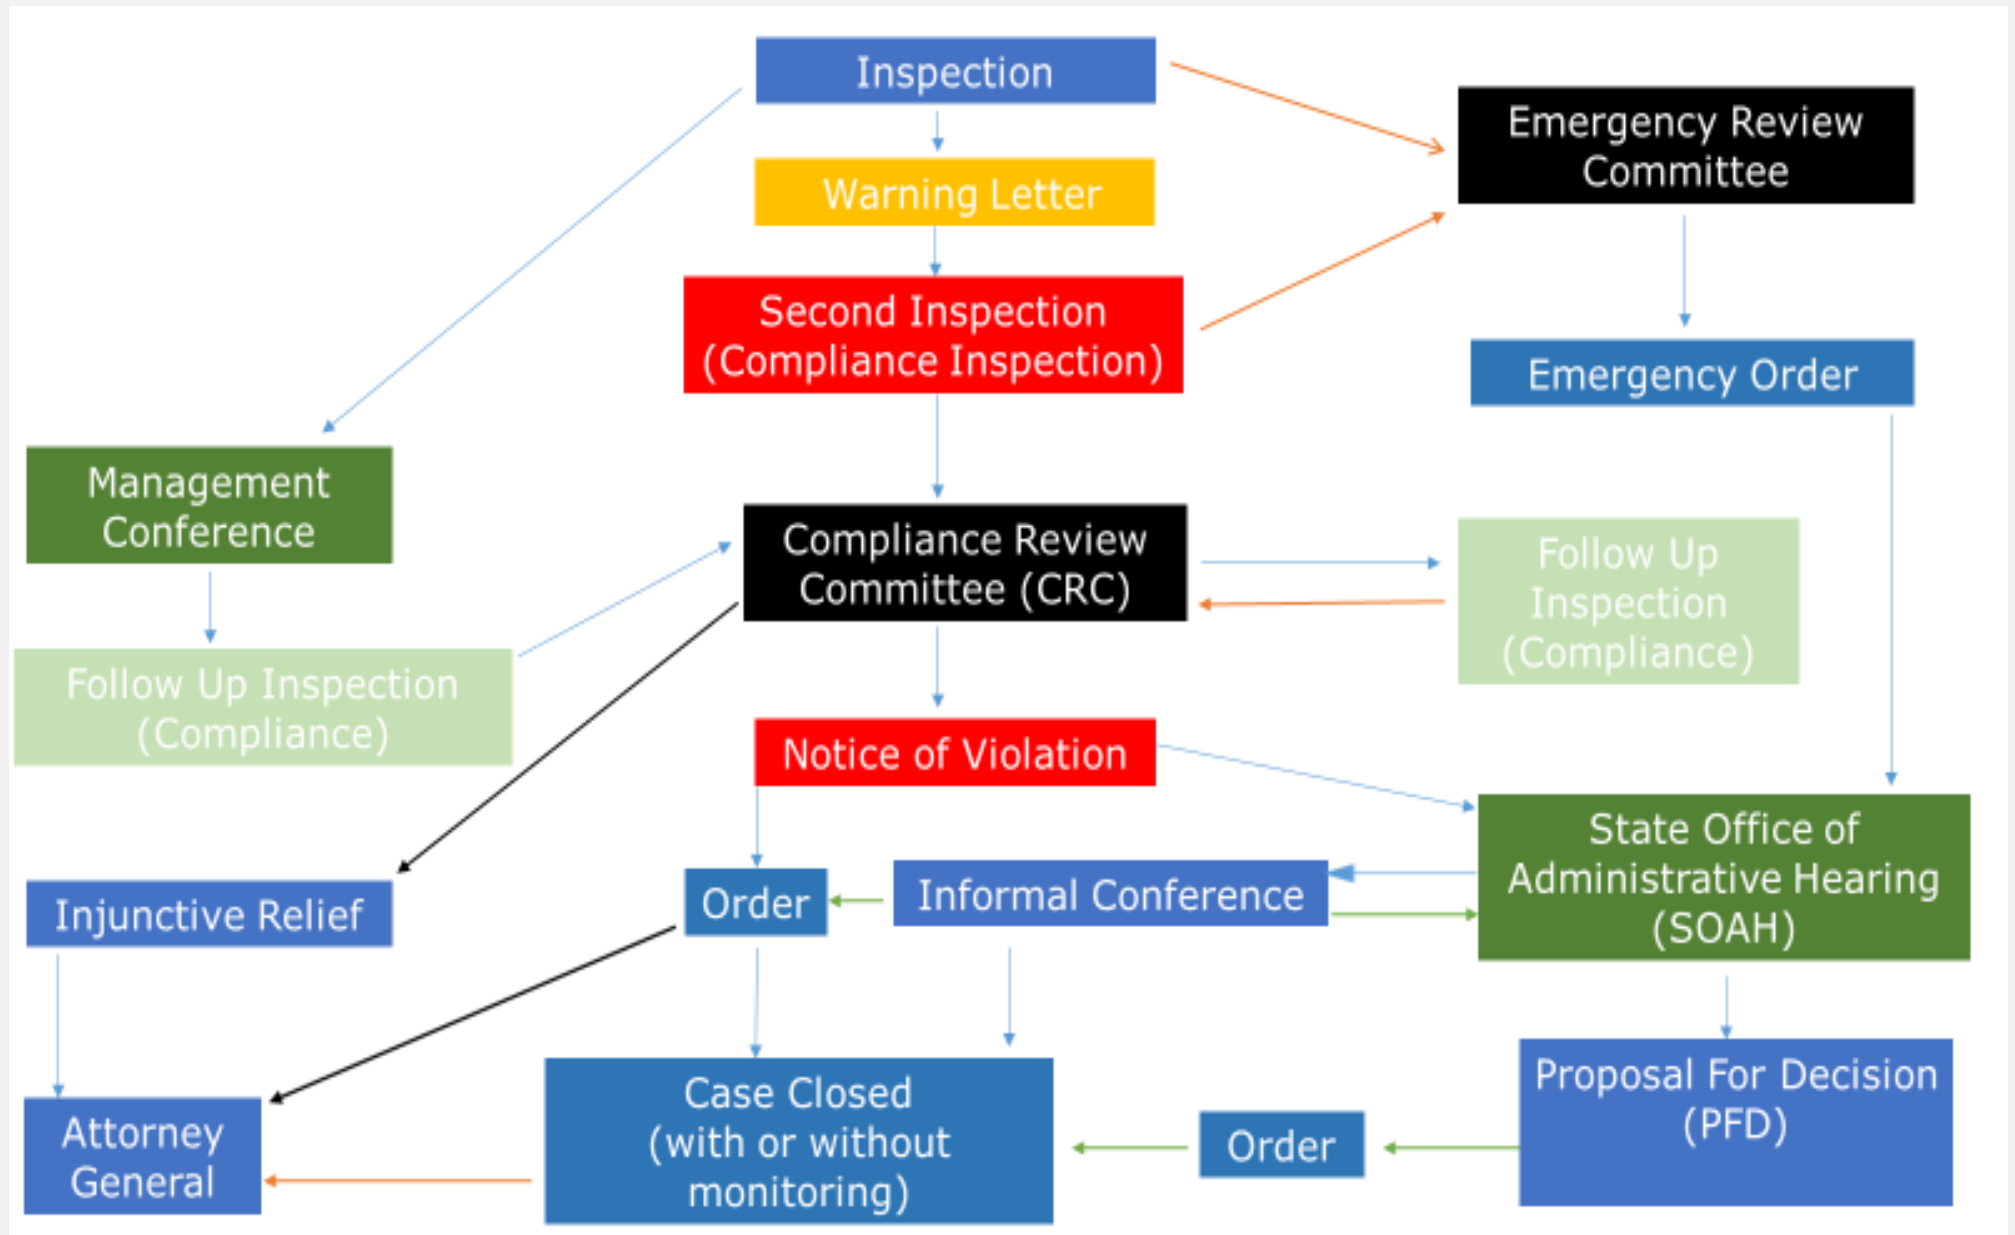 Inspection
Emergency Review
Committee
Warning Letter
Second Inspection
(Compliance Inspection)
Emergency Order
Management
Conference
Compliance Review
Committee (CRC)
Follow Up
Inspection
(Compliance)
Follow Up Inspection
(Compliance)
Notice of Violation
State Office of
Administrative Hearing
(SOAH)
Injunctive Relief
Order
Informal Conference
Proposal For Decision
(PFD)
Attorney
General
Case Closed
(with or without
monitoring)
Order